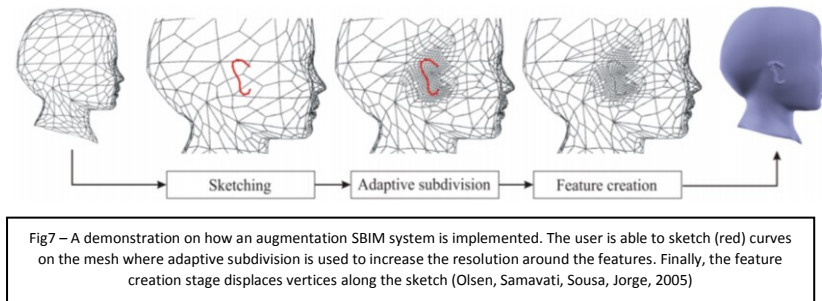 Sketching
Adaptive subdivision
Feature creation
Fig7 – A demonstration on how an augmentation SBIM system is implemented. The user is able to sketch (red) curves
on the mesh where adaptive subdivision is used to increase the resolution around the features. Finally, the feature
creation stage displaces vertices along the sketch (Olsen, Samavati, Sousa, Jorge, 2005)